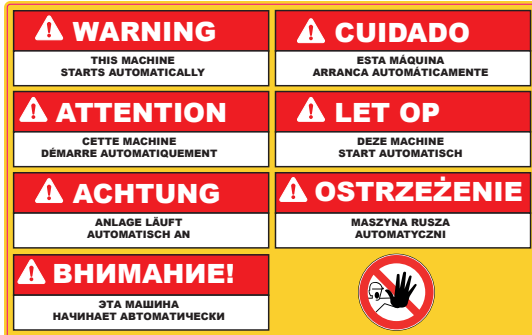 WARNING
THIS MACHINE
STARTS AUTOMATICALLY
CUIDADO
ESTA MÁQUINA
ARRANCA AUTOMÁTICAMENTE
ATTENTION
CETTE MACHINE
DÉMARRE AUTOMATIQUEMENT
LET OP
DEZE MACHINE
START AUTOMATISCH
ACHTUNG
ANLAGE LÄUFT
AUTOMATISCH AN
OSTRZEŻENIE
MASZYNA RUSZA
AUTOMATYCZNI
ВНИМАНИЕ!
ЭТА МАШИНА
НАЧИНАЕТ АВТОМАТИЧЕСКИ